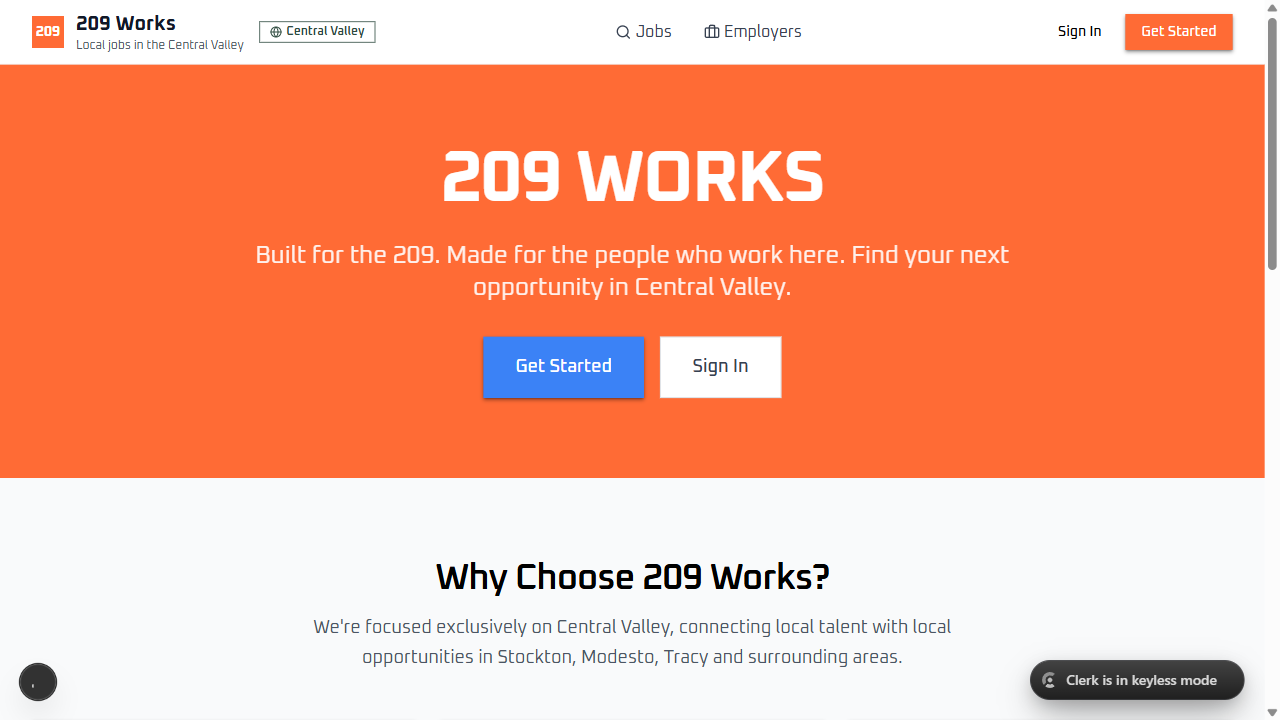 209
209 Works
Local jobs in the Central Valley
Central Valley
Jobs
Employers
Sign In
Get Started
209 WORKS
Built for the 209. Made for the people who work here. Find your next
opportunity in Central Valley.
Get Started
Sign In
Why Choose 209 Works?
We're focused exclusively on Central Valley, connecting local talent with local
opportunities in Stockton, Modesto, Tracy and surrounding areas.
Clerk is in keyless mode